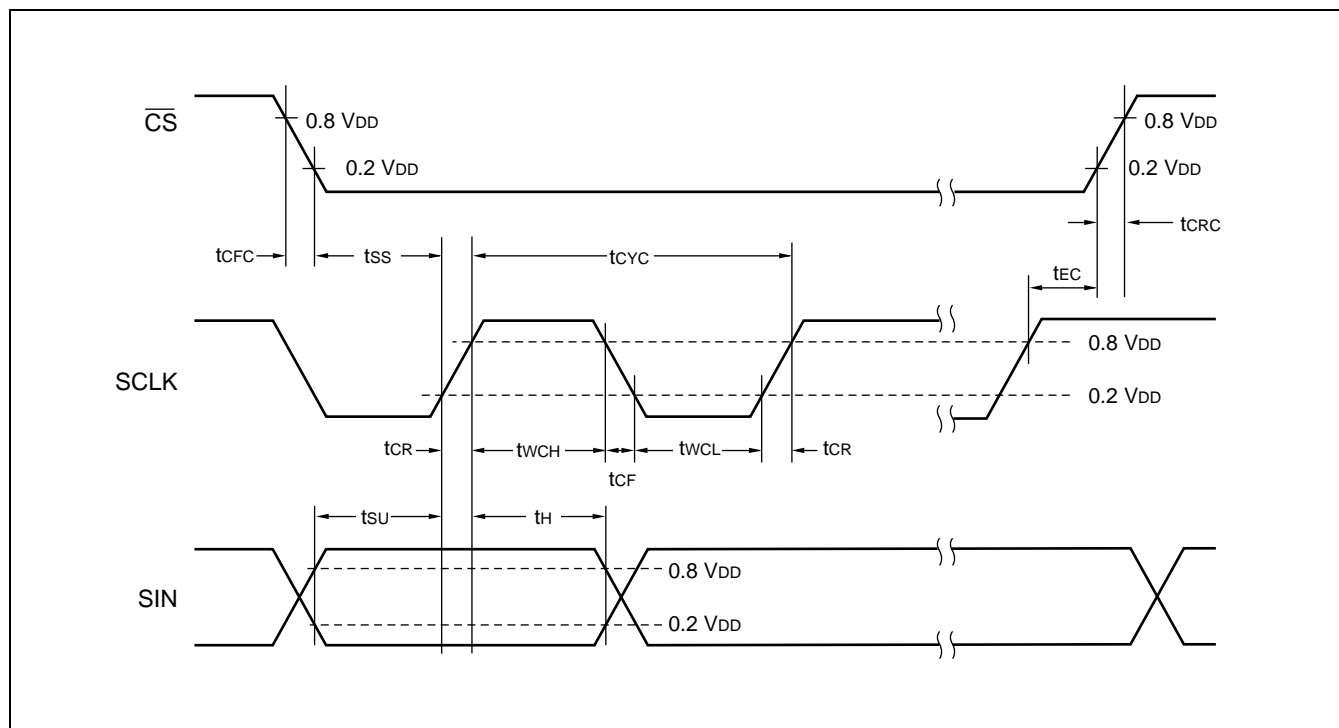 CS
0.8 VDD
0.8 VDD
0.2 VDD
0.2 VDD
tCFC
tSS
tCYC
tCRC
tEC
SCLK
0.8 VDD
0.2 VDD
tCR
tWCH
tCF
tWCL
tCR
tSU
tH
SIN
0.8 VDD
0.2 VDD